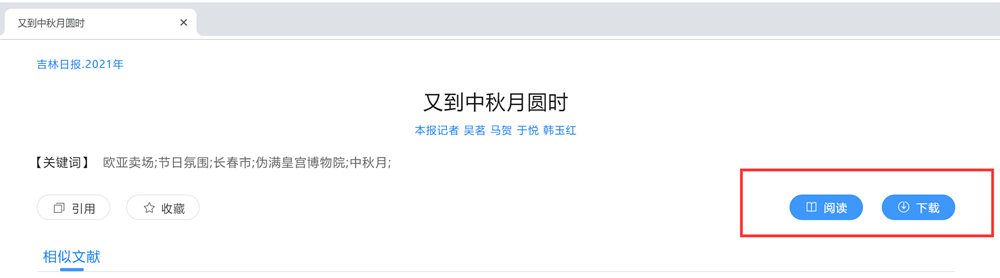 又到中秋月圆时
吉林日报.2021年
又到中秋月圆时
本报记者 吴茗 马贺 于悦 韩玉红
【关键词】 欧亚卖场;节日氛围;长春市;伪满皇宫博物院;中秋月;
引用 收藏 阅读 下载
相似文献